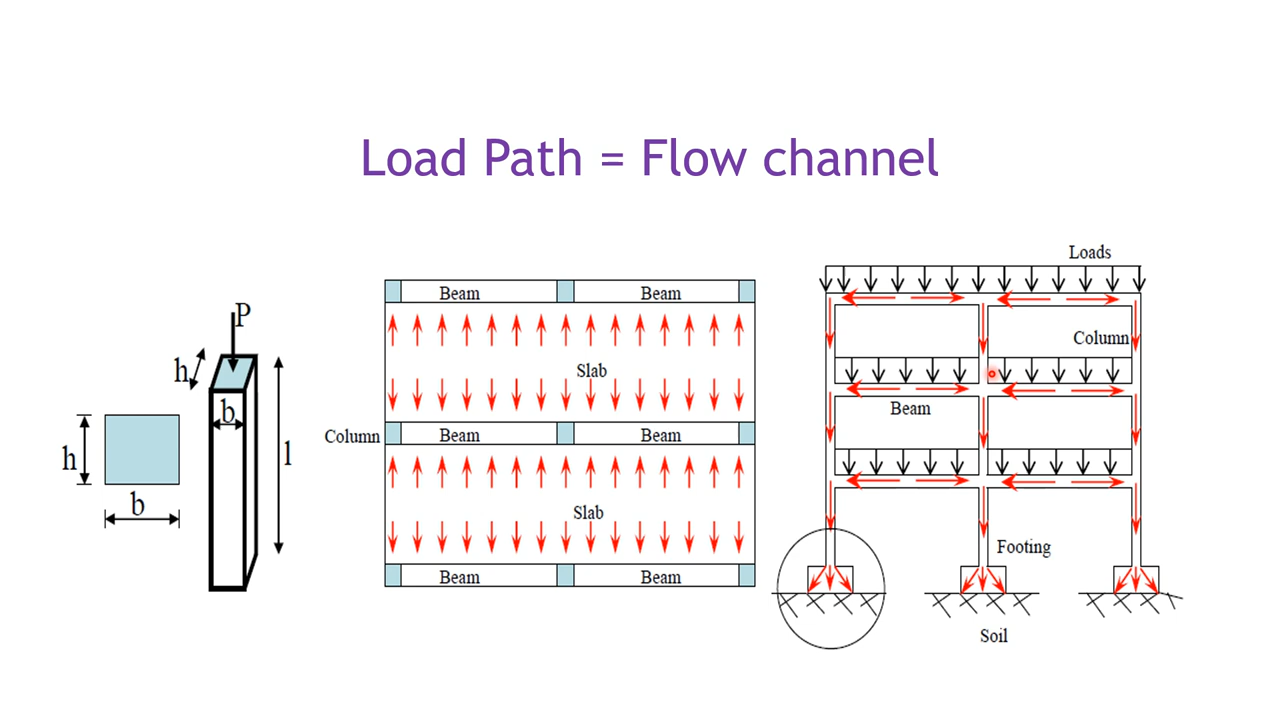 Load Path = Flow channel
P
h
b
l
h
b
Beam Beam
Slab
Column
Beam Beam
Slab
Beam Beam
Loads
Column
Beam
Footing
Soil